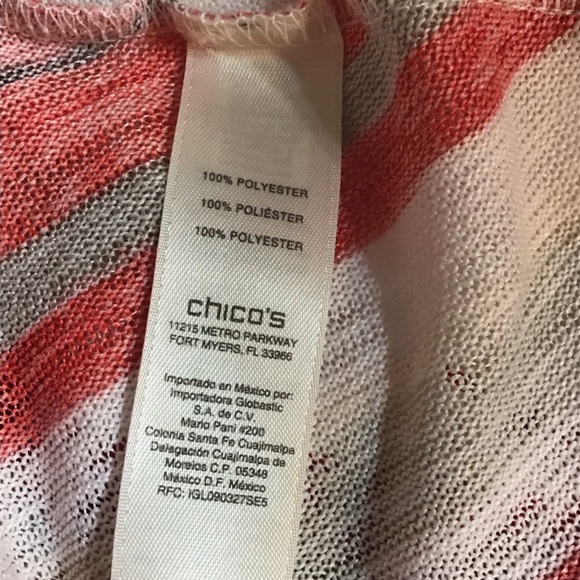 100% POLYESTER
100% POLIÉSTER
100% POLYESTER
chico's
11215 METRO PARKWAY
FORT MYERS, FL 33966
Importado en México por:
Importadora Globastic
S.A. de C.V.
Mario Pani #200
Colonia Santa Fe Cuajimalpa
Delegación Cuajimalpa de
Morelos C.P. 05348
México D.F. México
RFC: IGL090327SE5